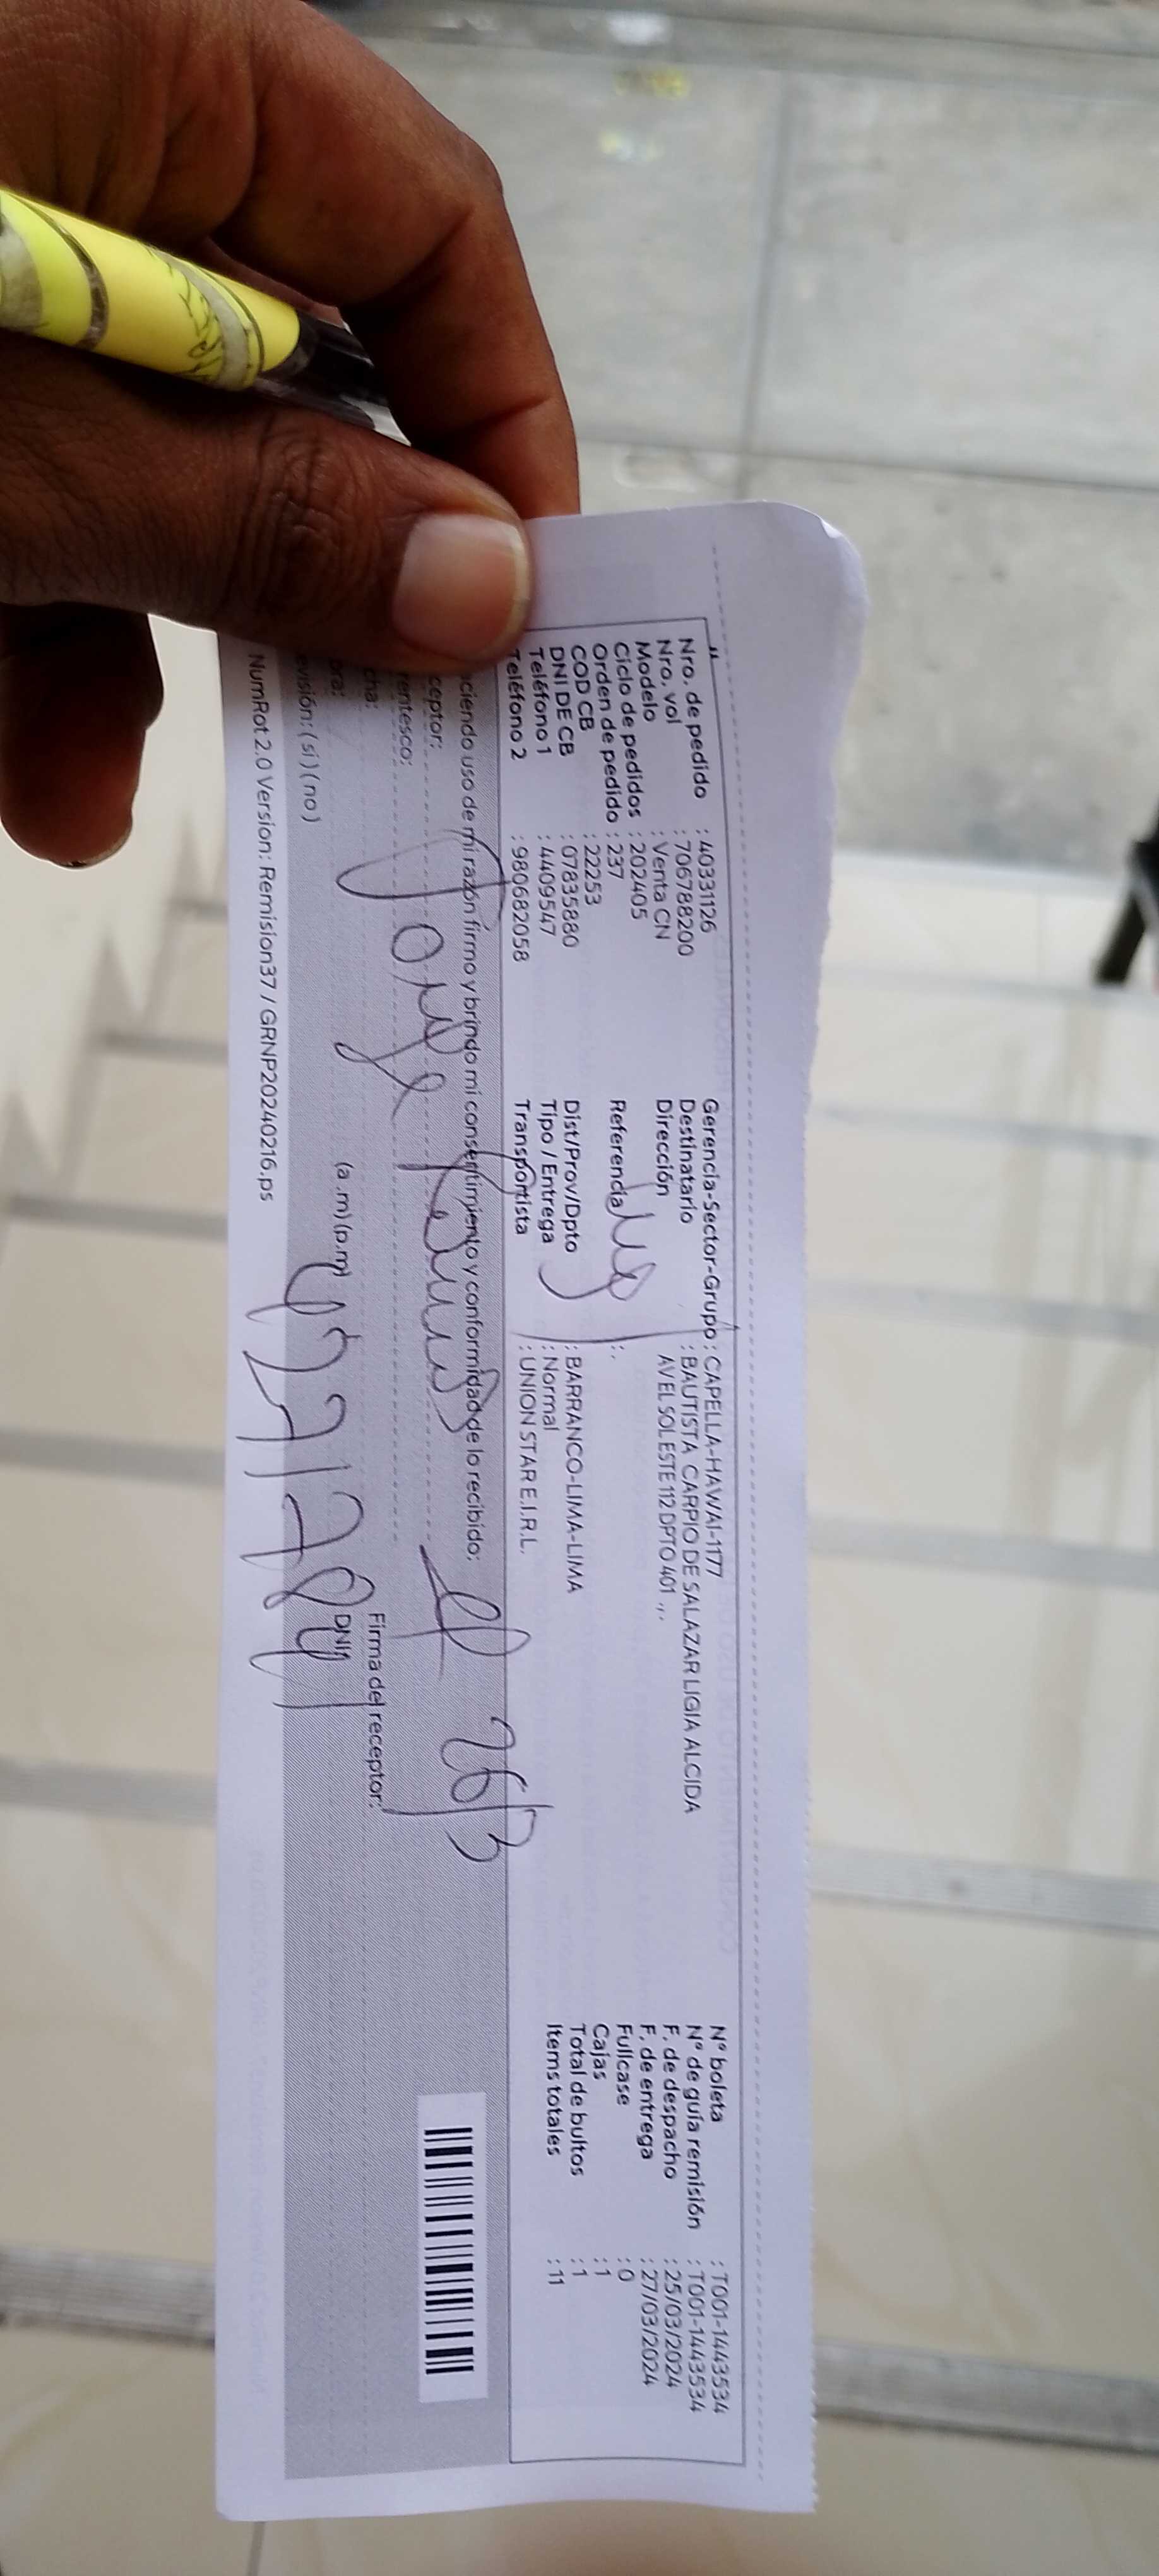 Nro. de pedido : 40331126
Nro. vol : 706788200
Modelo : Venta CN
Ciclo de pedidos : 202405
Orden de pedido : 237
COD CB : 22253
DNI DE CB : 07835880
Teléfono 1 : 4409547
Teléfono 2 : 980682058
Gerencia-Sector-Grupo : CAPELLA-HAWAI-1177
Destinatario : BAUTISTA CARPIO DE SALAZAR LIGIA ALCIDA
Dirección AV EL SOL ESTE 112 DPTO 401 .,.
Referencia :.
Dist/Prov/Dpto : BARRANCO-LIMA-LIMA
Tipo / Entrega : Normal
Transportista : UNION STAR E.I.R.L.
N° boleta : T001-1443534
N° de guía remisión : T001-1443534
F. de despacho : 25/03/2024
F. de entrega : 27/03/2024
Fullcase : 0
Cajas : 1
Total de bultos : 1
Items totales : 11
ciendo uso de mi razón firmo y brindo mi consentimiento y conformidad de lo recibido:
26/3
ceptor:
Jorge
rentesco:
cha:
Firma del receptor:
ora: (a.m) (p.m)
DNI:
evisión: ( si ) ( no )
NumRot 2.0 Version: Remision37 / GRNP20240216.ps